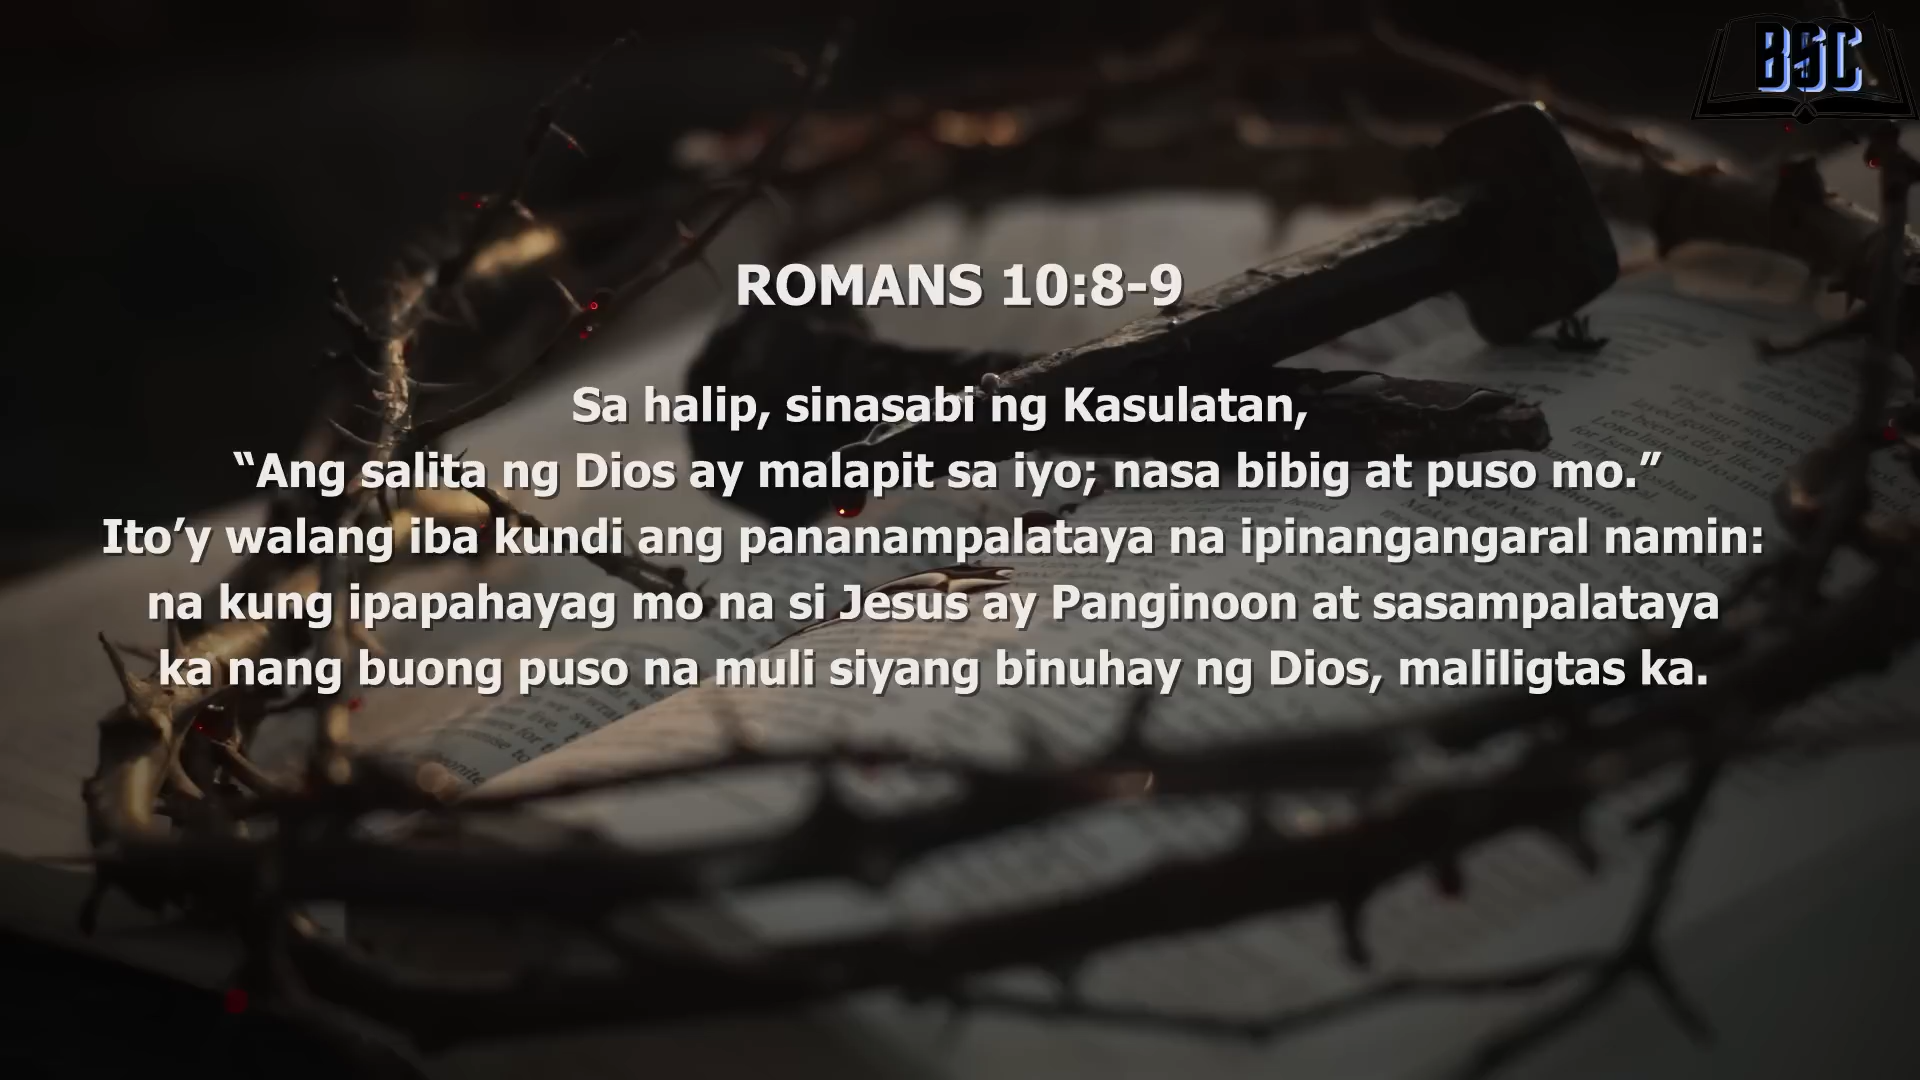 BSC
ROMANS 10:8-9
Sa halip, sinasabi ng Kasulatan,
“Ang salita ng Dios ay malapit sa iyo; nasa bibig at puso mo.”
Ito’y walang iba kundi ang pananampalataya na ipinangangaral namin:
na kung ipapahayag mo na si Jesus ay Panginoon at sasampalataya
ka nang buong puso na muli siyang binuhay ng Dios, maliligtas ka.